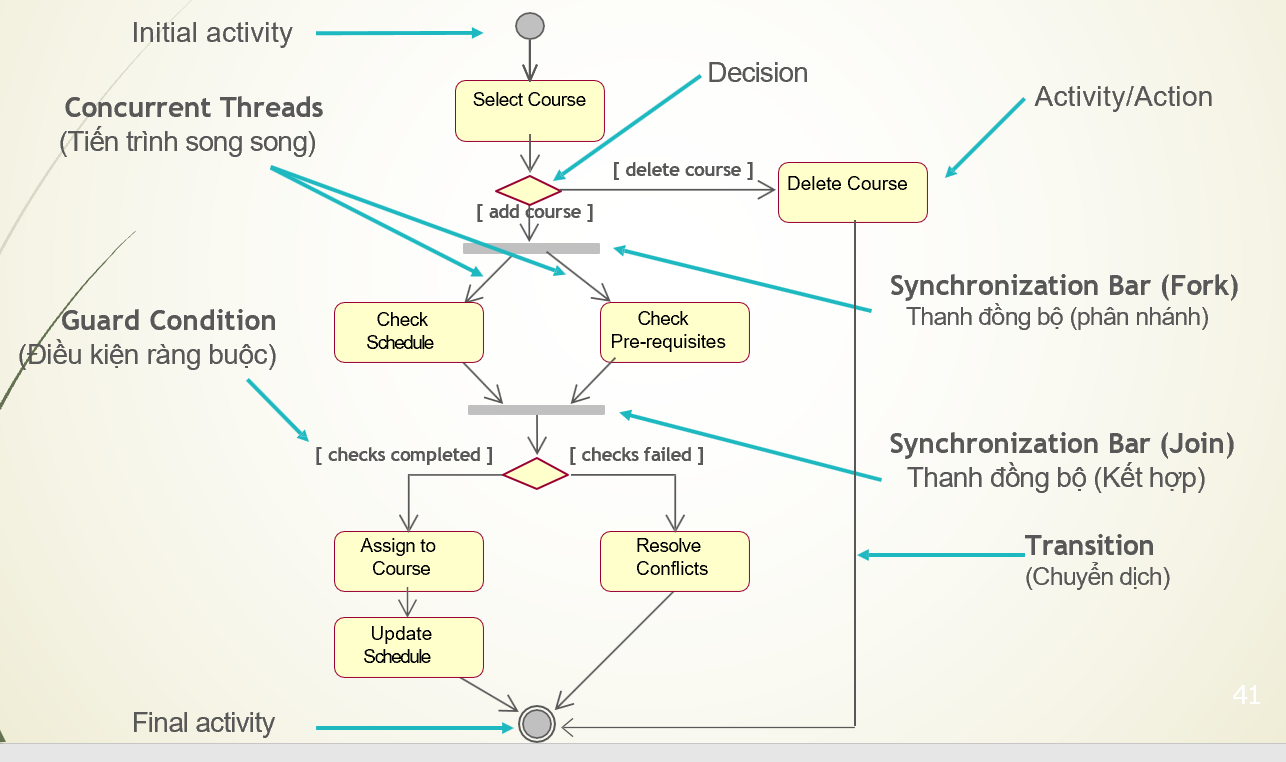 Initial activity
Decision
Select Course
Activity/Action
Concurrent Threads
(Tiến trình song song)
[ delete course ]
Delete Course
[ add course ]
Synchronization Bar (Fork)
Thanh đồng bộ (phân nhánh)
Guard Condition
(Điều kiện ràng buộc)
Check
Schedule
Check
Pre-requisites
[ checks completed ]
[ checks failed ]
Synchronization Bar (Join)
Thanh đồng bộ (Kết hợp)
Assign to
Course
Resolve
Conflicts
Transition
(Chuyển dịch)
Update
Schedule
41
Final activity